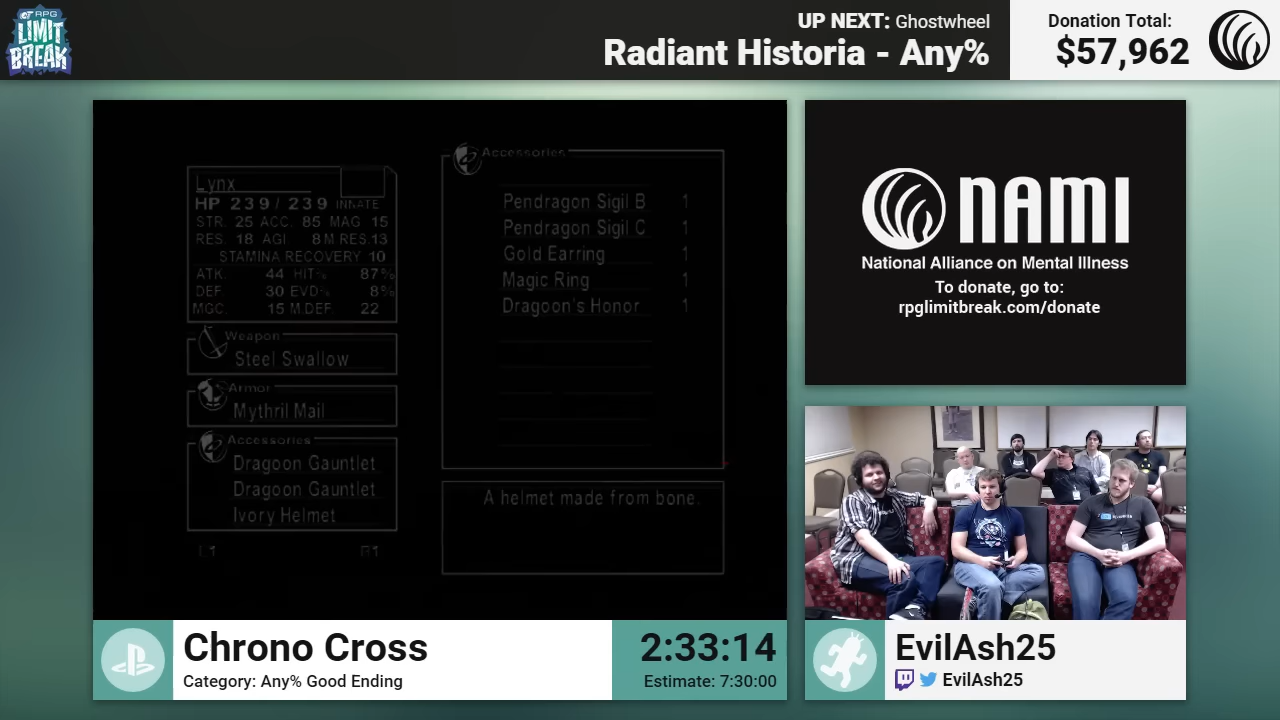 RPG
LIMIT
BREAK
UP NEXT: Ghostwheel
Radiant Historia - Any%
Donation Total:
$57,962
Lynx
HP 239/239 INNATE
STR. 25 ACC. 85 MAG 15
RES. 18 AGI 8 M RES.13
STAMINA RECOVERY 10
ATK. 44 HIT% 87%
DEF. 30 EVD% 8%
MGC. 15 M.DEF. 22
Weapon
Steel Swallow
Armor
Mythril Mail
Accessories
Dragoon Gauntlet
Dragoon Gauntlet
Ivory Helmet
L1 R1
Accessories
Pendragon Sigil B 1
Pendragon Sigil C 1
Gold Earring 1
Magic Ring 1
Dragoon's Honor 1
A helmet made from bone.
NAMI
National Alliance on Mental Illness
To donate, go to:
rpglimitbreak.com/donate
Chrono Cross
Category: Any% Good Ending
2:33:14
Estimate: 7:30:00
EvilAsh25
EvilAsh25